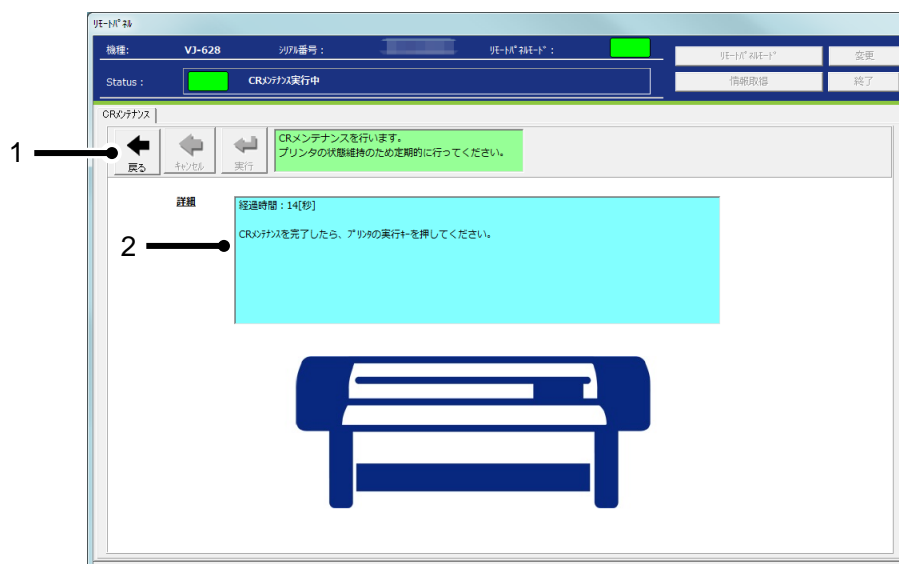 ﾘﾓｰﾄﾊﾟﾈﾙ
機種: VJ-628 ｼﾘｱﾙ番号: ﾘﾓｰﾄﾊﾟﾈﾙﾓｰﾄﾞ:
ﾘﾓｰﾄﾊﾟﾈﾙﾓｰﾄﾞ 変更
Status : CRﾒﾝﾃﾅﾝｽ実行中
情報取得 終了
CRﾒﾝﾃﾅﾝｽ
1
戻る ｷｬﾝｾﾙ 実行
CRメンテナンスを行います。
プリンタの状態維持のため定期的に行ってください。
詳細
経過時間：14[秒]
2
CRﾒﾝﾃﾅﾝｽを完了したら、ﾌﾟﾘﾝﾀの実行ｷｰを押してください。